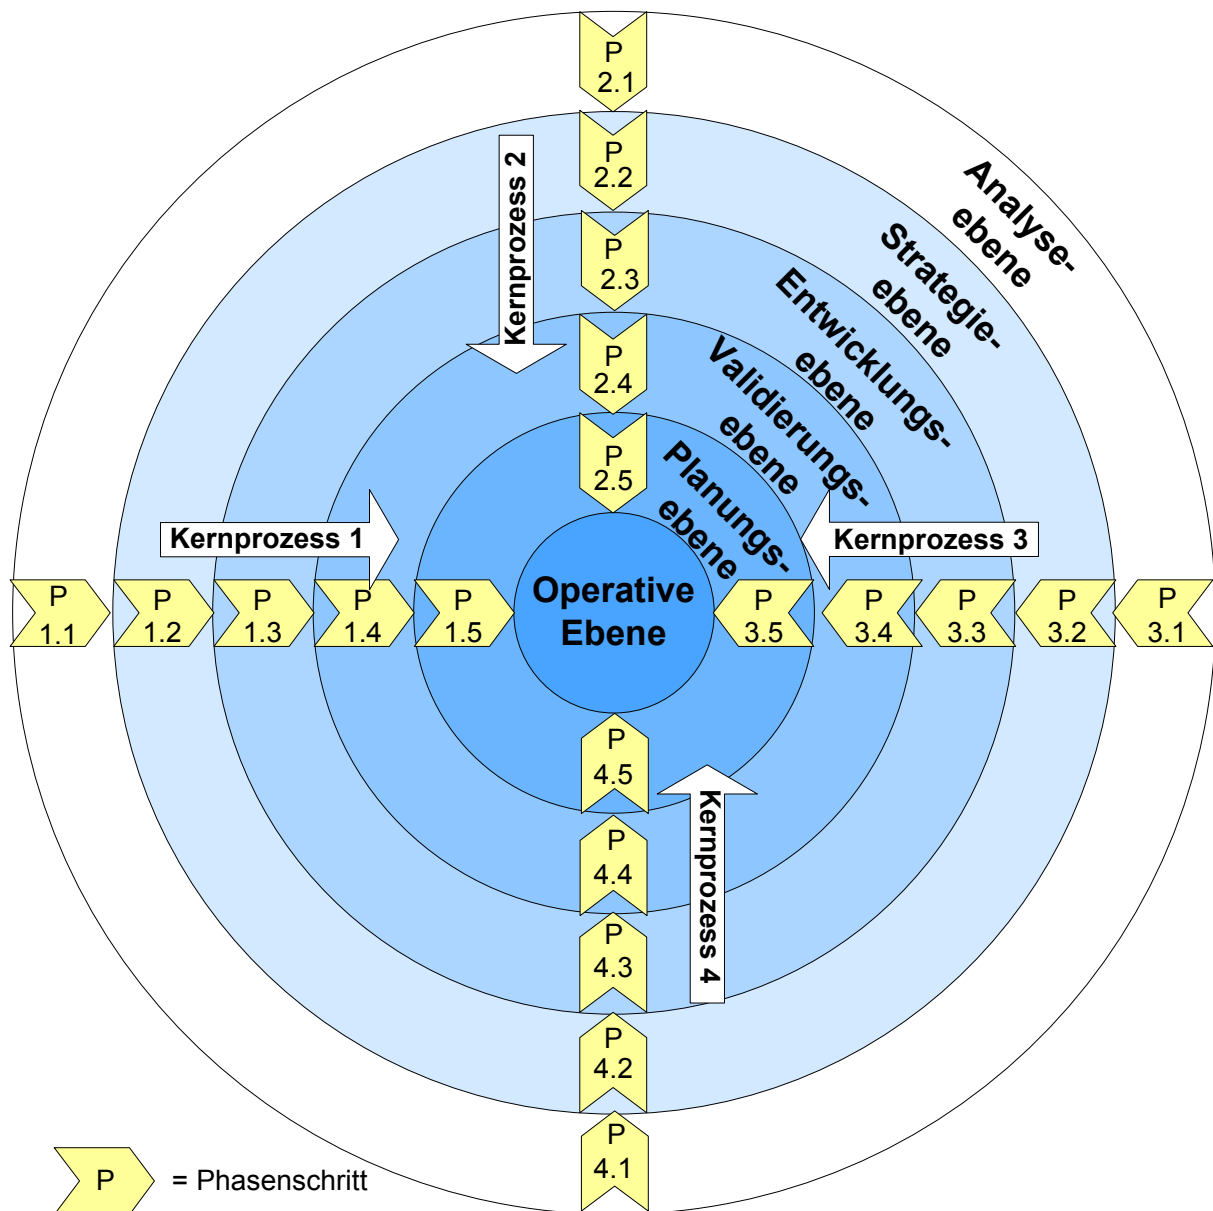 P
2.1
P
2.2
P
2.3
P
2.4
P
2.5
Kernprozess 2
Analyse-
ebene
Strategie-
ebene
Entwicklungs-
ebene
Validierungs-
ebene
Planungs-
ebene
Kernprozess 1
Kernprozess 3
P
1.1
P
1.2
P
1.3
P
1.4
P
1.5
Operative
Ebene
P
3.5
P
3.4
P
3.3
P
3.2
P
3.1
P
4.5
P
4.4
P
4.3
P
4.2
P
4.1
Kernprozess 4
P
= Phasenschritt